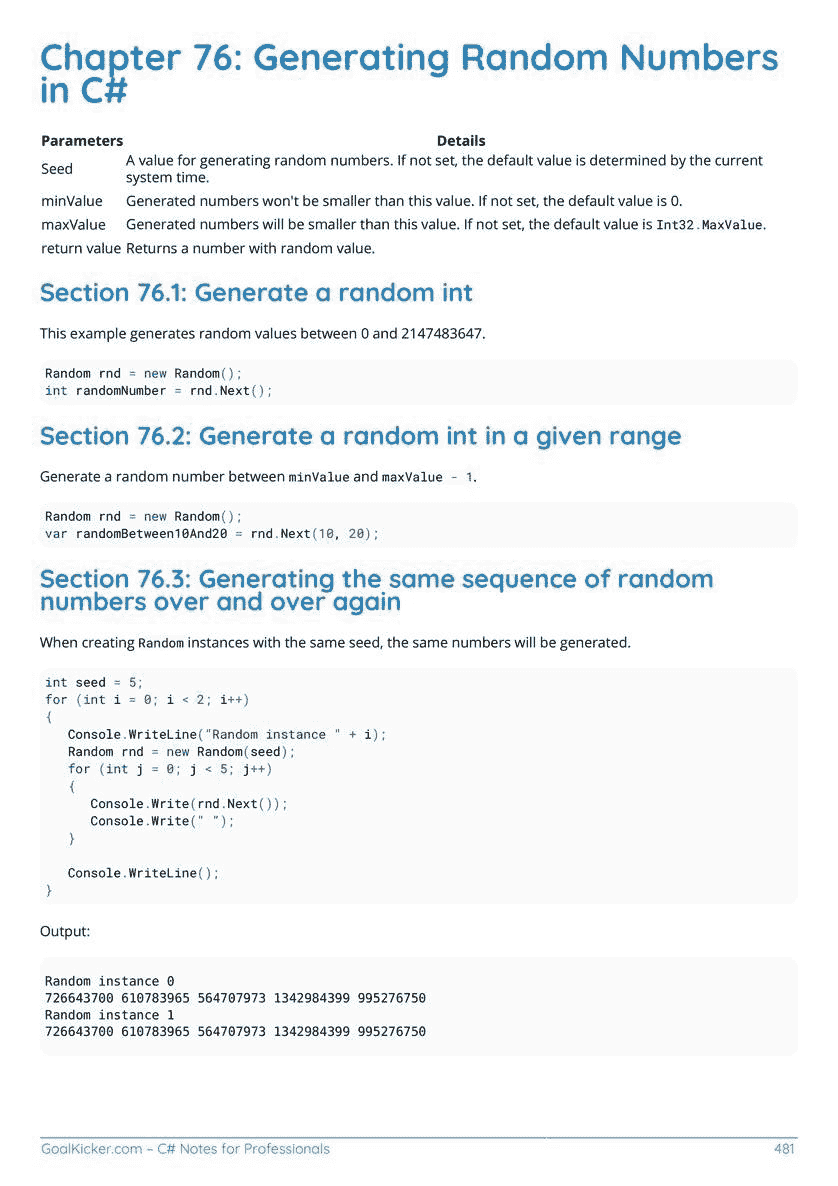 Chapter 76: Generating Random Numbers
in C#
Parameters Details
Seed A value for generating random numbers. If not set, the default value is determined by the current
system time.
minValue Generated numbers won't be smaller than this value. If not set, the default value is 0.
maxValue Generated numbers will be smaller than this value. If not set, the default value is Int32.MaxValue.
return value Returns a number with random value.
Section 76.1: Generate a random int
This example generates random values between 0 and 2147483647.
Random rnd = new Random();
int randomNumber = rnd.Next();
Section 76.2: Generate a random int in a given range
Generate a random number between minValue and maxValue - 1.
Random rnd = new Random();
var randomBetween10And20 = rnd.Next(10, 20);
Section 76.3: Generating the same sequence of random
numbers over and over again
When creating Random instances with the same seed, the same numbers will be generated.
int seed = 5;
for (int i = 0; i < 2; i++)
{
   Console.WriteLine("Random instance " + i);
   Random rnd = new Random(seed);
   for (int j = 0; j < 5; j++)
   {
      Console.Write(rnd.Next());
      Console.Write(" ");
   }
   Console.WriteLine();
}
Output:
Random instance 0
726643700 610783965 564707973 1342984399 995276750
Random instance 1
726643700 610783965 564707973 1342984399 995276750
GoalKicker.com – C# Notes for Professionals 481